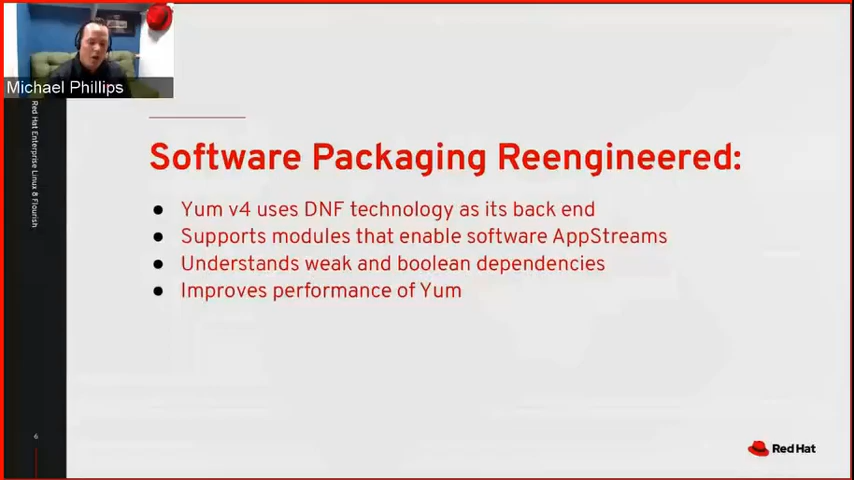 Michael Phillips
Red Hat Enterprise Linux 8 Flourish
Software Packaging Reengineered:
● Yum v4 uses DNF technology as its back end
● Supports modules that enable software AppStreams
● Understands weak and boolean dependencies
● Improves performance of Yum
6
Red Hat